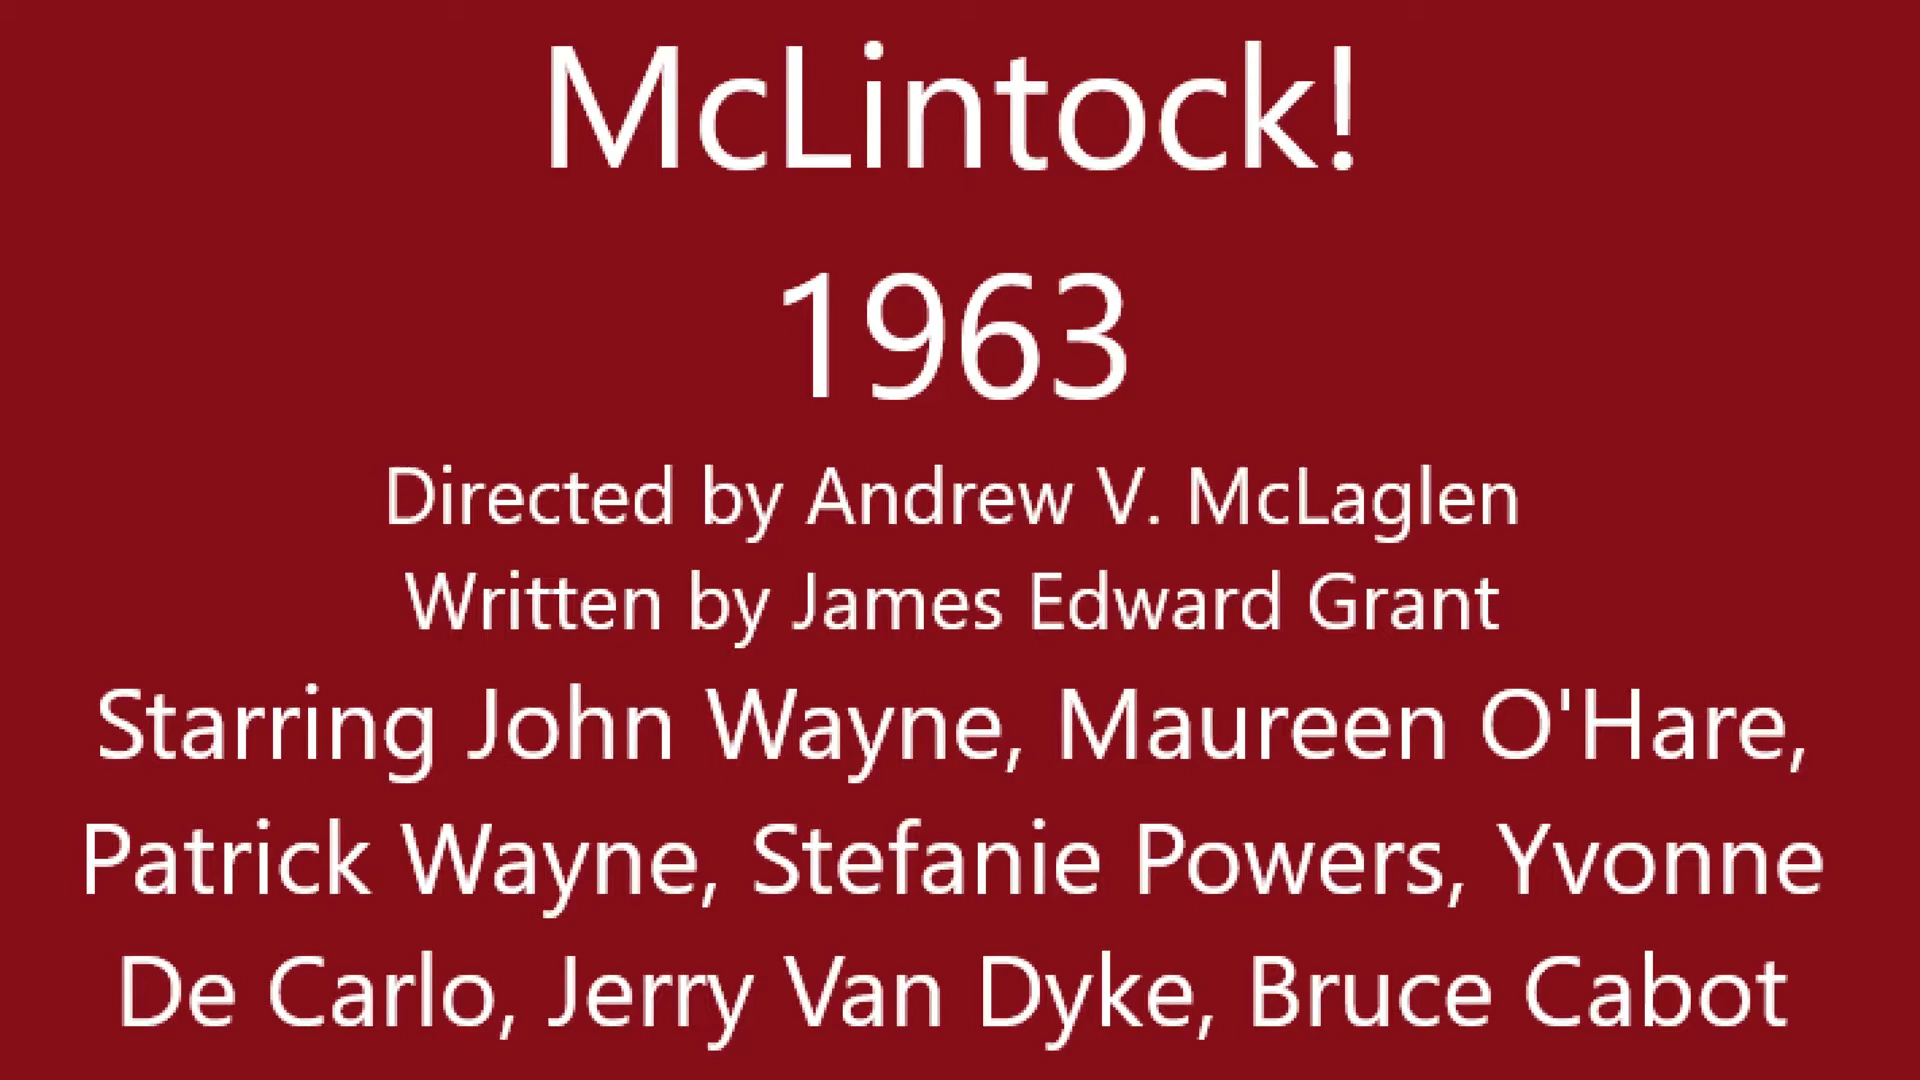 McLintock!
1963
Directed by Andrew V. McLaglen
Written by James Edward Grant
Starring John Wayne, Maureen O'Hare,
Patrick Wayne, Stefanie Powers, Yvonne
De Carlo, Jerry Van Dyke, Bruce Cabot